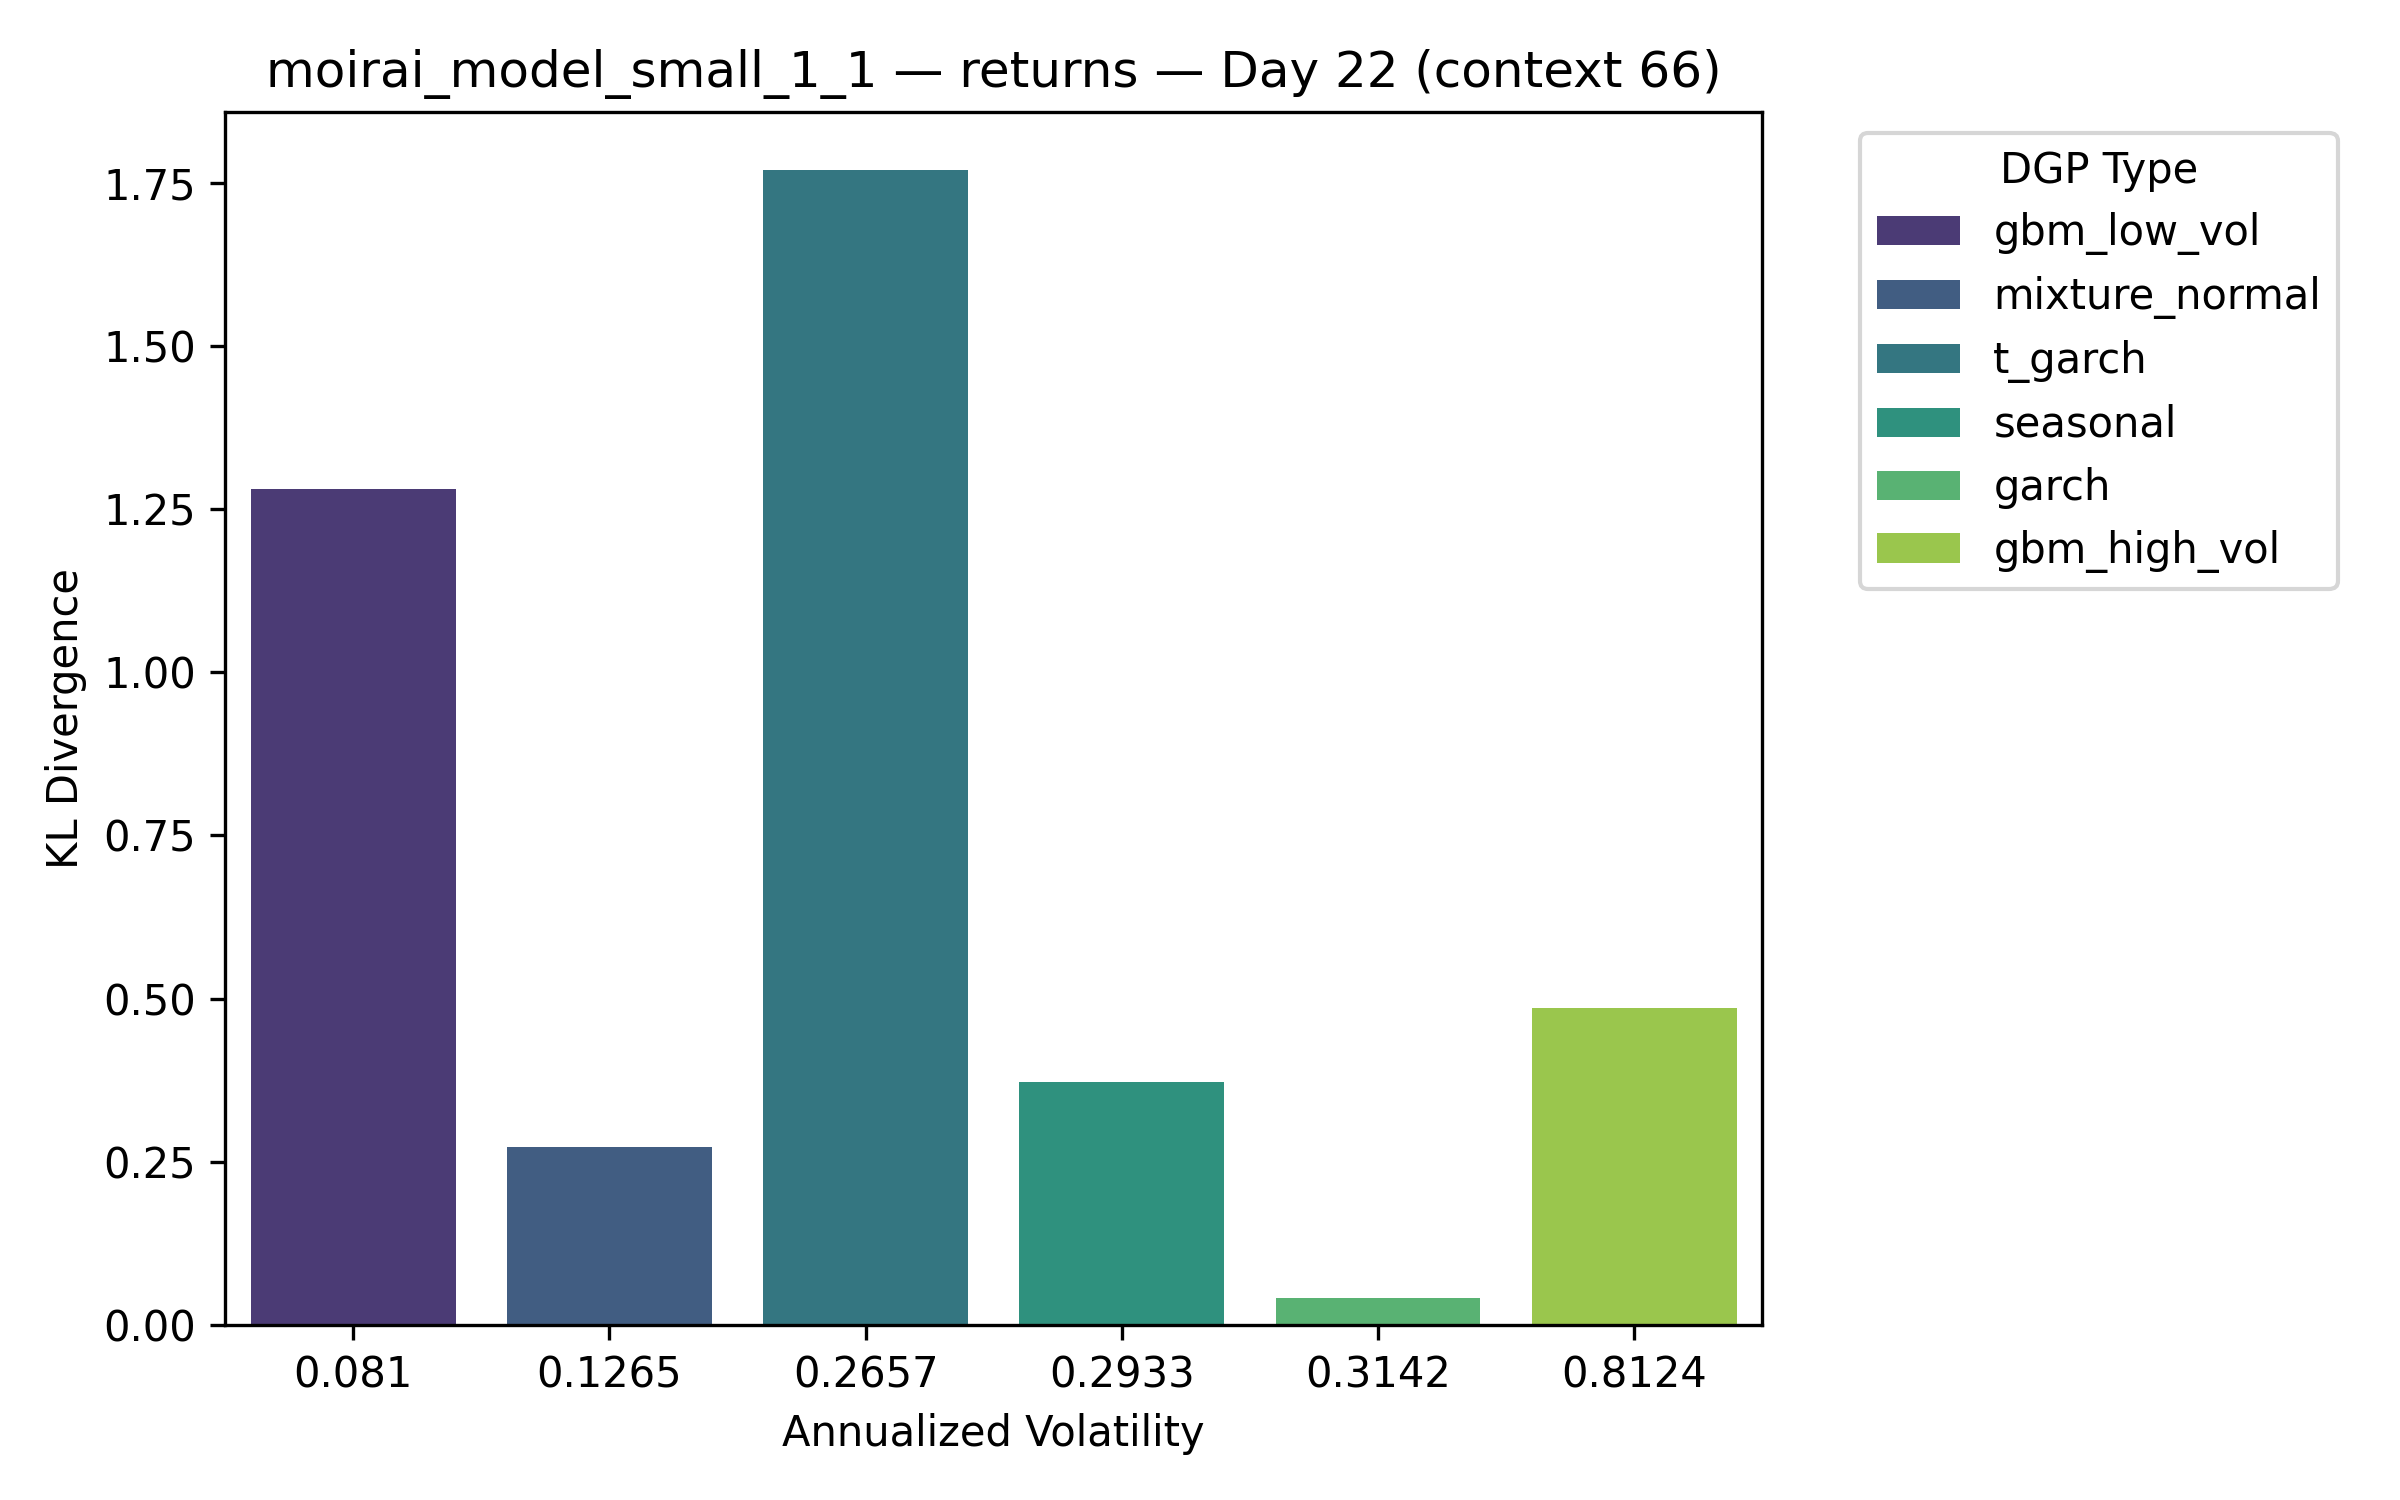 moirai_model_small_1_1 — returns — Day 22 (context 66)
KL Divergence
1.75
1.50
1.25
1.00
0.75
0.50
0.25
0.00
0.081 0.1265 0.2657 0.2933 0.3142 0.8124
Annualized Volatility
DGP Type
gbm_low_vol
mixture_normal
t_garch
seasonal
garch
gbm_high_vol